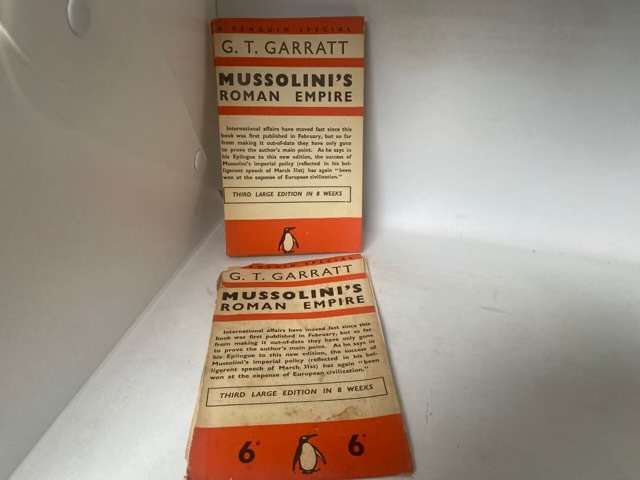 A PENGUIN SPECIAL
G. T. GARRATT
MUSSOLINI'S
ROMAN EMPIRE
International affairs have moved fast since this
book was first published in February, but so far
from making it out-of-date they have only gone
to prove the author's main point. As he says in
his Epilogue to this new edition, the success of
Mussolini's imperial policy (reflected in his bel-
ligerent speech of March 31st) has again "been
won at the expense of European civilization."
THIRD LARGE EDITION IN 8 WEEKS
PENGUIN SPECIAL
G. T. GARRATT
MUSSOLINI'S
ROMAN EMPIRE
International affairs have moved fast since this
book was first published in February, but so far
from making it out-of-date they have only gone
to prove the author's main point. As he says in
his Epilogue to this new edition, the success of
Mussolini's imperial policy (reflected in his bel-
ligerent speech of March 31st) has again "been
won at the expense of European civilization."
THIRD LARGE EDITION IN 8 WEEKS
6ᴰ 6ᴰ